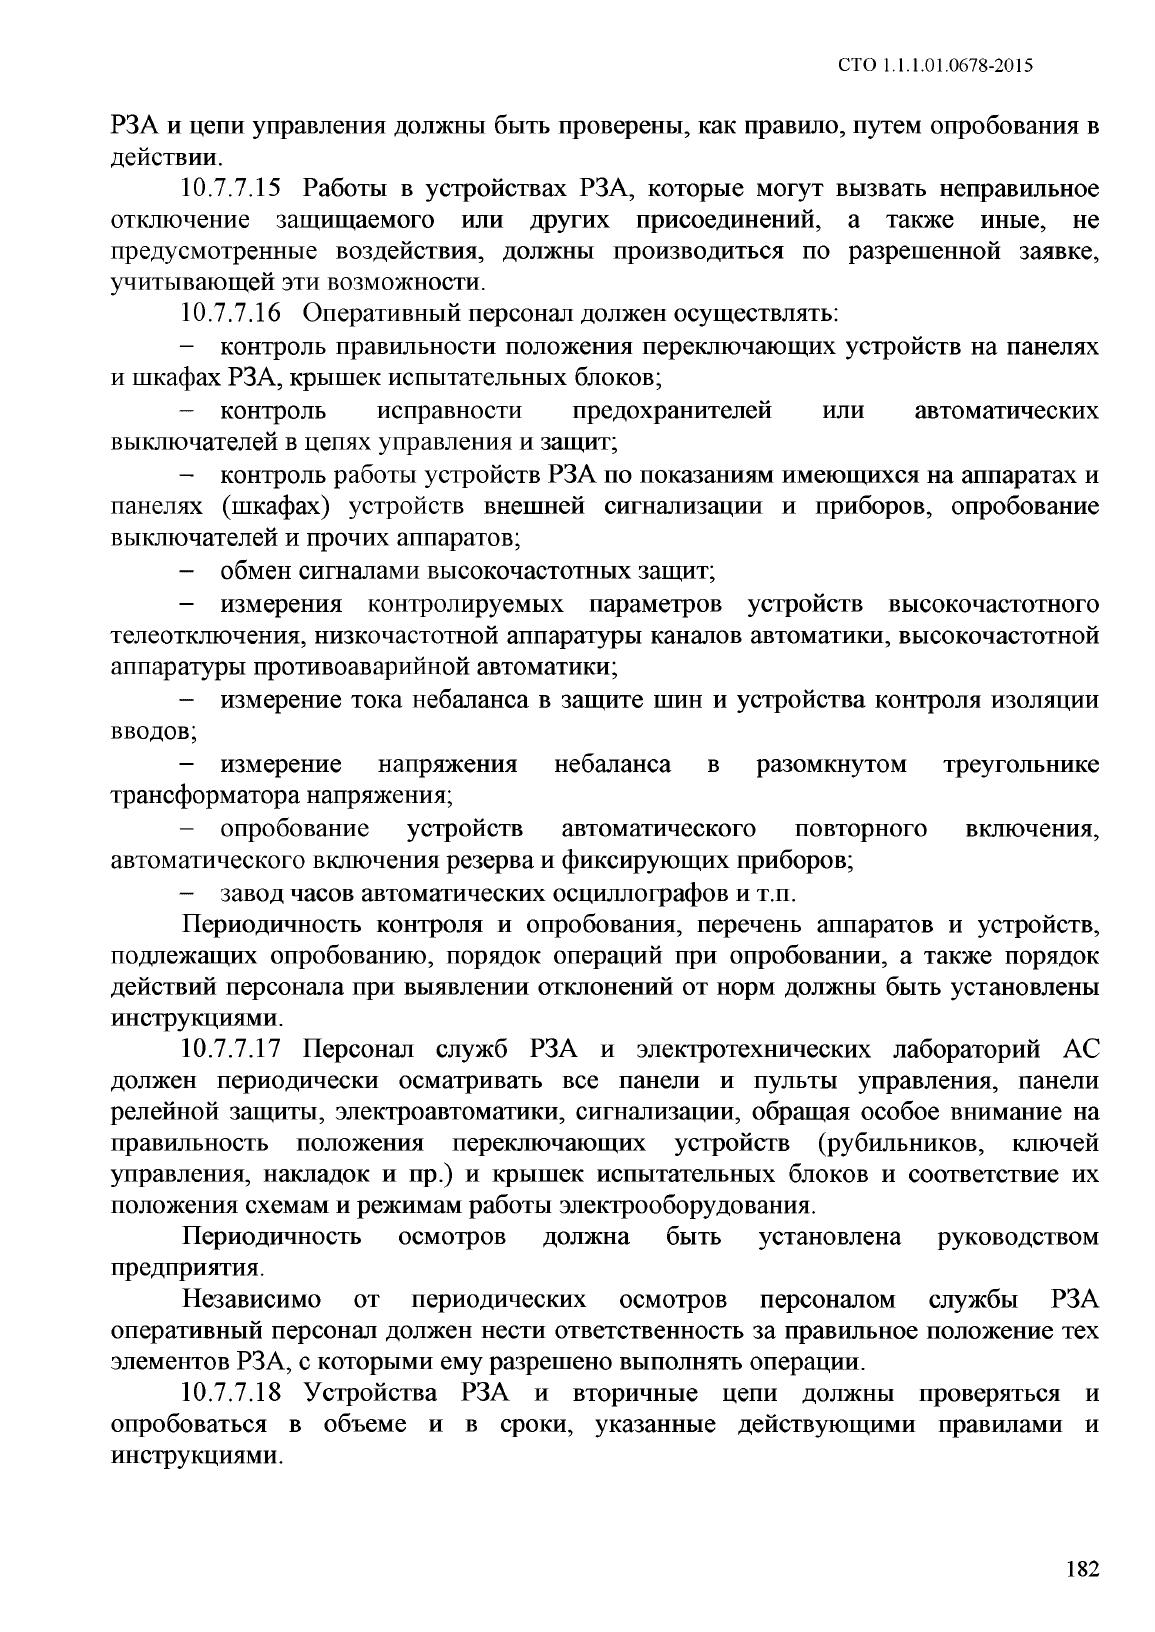 СТО 1.1.1.01.0678-2015
РЗА и цепи управления должны быть проверены, как правило, путем опробования в
действии.
10.7.7.15 Работы в устройствах РЗА, которые могут вызвать неправильное
отключение защищаемого или других присоединений, а также иные, не
предусмотренные воздействия, должны производиться по разрешенной заявке,
учитывающей эти возможности.
10.7.7.16 Оперативный персонал должен осуществлять:
– контроль правильности положения переключающих устройств на панелях
и шкафах РЗА, крышек испытательных блоков;
– контроль исправности предохранителей или автоматических
выключателей в цепях управления и защит;
– контроль работы устройств РЗА по показаниям имеющихся на аппаратах и
панелях (шкафах) устройств внешней сигнализации и приборов, опробование
выключателей и прочих аппаратов;
– обмен сигналами высокочастотных защит;
– измерения контролируемых параметров устройств высокочастотного
телеотключения, низкочастотной аппаратуры каналов автоматики, высокочастотной
аппаратуры противоаварийной автоматики;
– измерение тока небаланса в защите шин и устройства контроля изоляции
вводов;
– измерение напряжения небаланса в разомкнутом треугольнике
трансформатора напряжения;
– опробование устройств автоматического повторного включения,
автоматического включения резерва и фиксирующих приборов;
– завод часов автоматических осциллографов и т.п.
Периодичность контроля и опробования, перечень аппаратов и устройств,
подлежащих опробованию, порядок операций при опробовании, а также порядок
действий персонала при выявлении отклонений от норм должны быть установлены
инструкциями.
10.7.7.17 Персонал служб РЗА и электротехнических лабораторий АС
должен периодически осматривать все панели и пульты управления, панели
релейной защиты, электроавтоматики, сигнализации, обращая особое внимание на
правильность положения переключающих устройств (рубильников, ключей
управления, накладок и пр.) и крышек испытательных блоков и соответствие их
положения схемам и режимам работы электрооборудования.
Периодичность осмотров должна быть установлена руководством
предприятия.
Независимо от периодических осмотров персоналом службы РЗА
оперативный персонал должен нести ответственность за правильное положение тех
элементов РЗА, с которыми ему разрешено выполнять операции.
10.7.7.18 Устройства РЗА и вторичные цепи должны проверяться и
опробоваться в объеме и в сроки, указанные действующими правилами и
инструкциями.
182